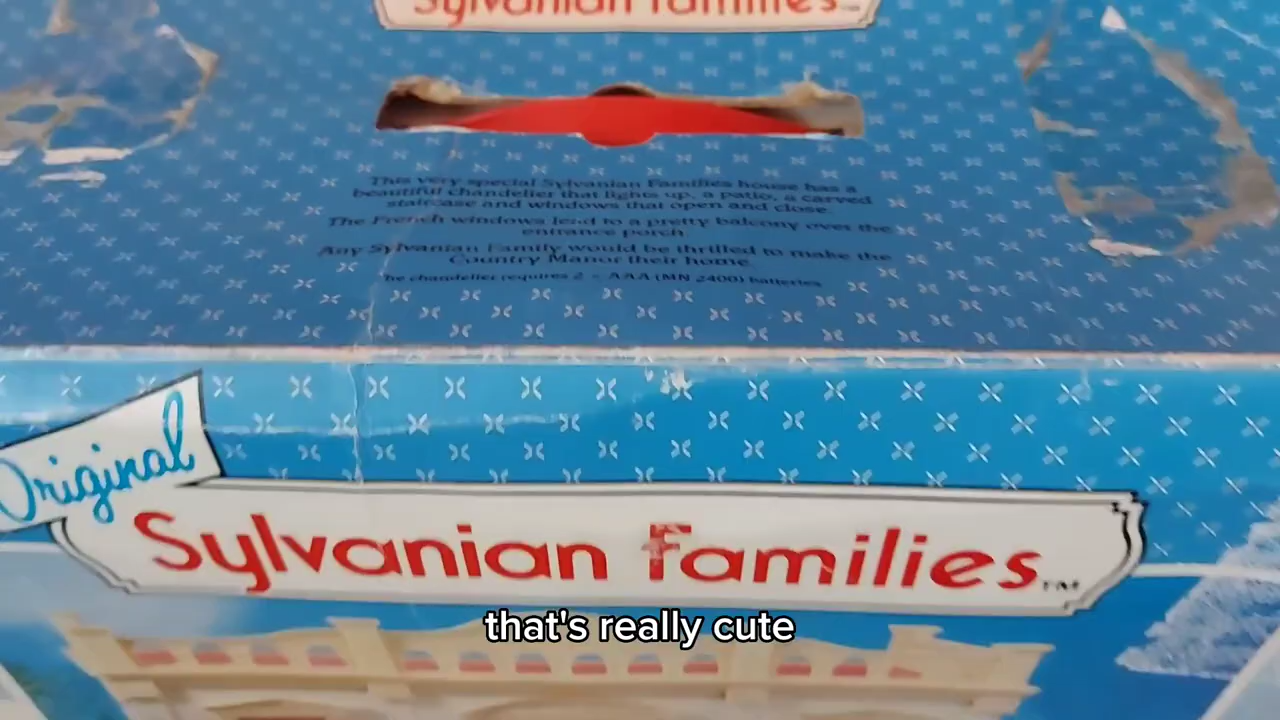 Sylvanian Families™
This very special Sylvanian Families house has a
beautiful chandelier that lights up, a patio, a carved
staircase and windows that open and close.
The French windows lead to a pretty balcony over the
entrance porch.
Any Sylvanian Family would be thrilled to make the
Country Manor their home.
The chandelier requires 2 - AAA (MN 2400) batteries
Original
Sylvanian Families™
that's really cute